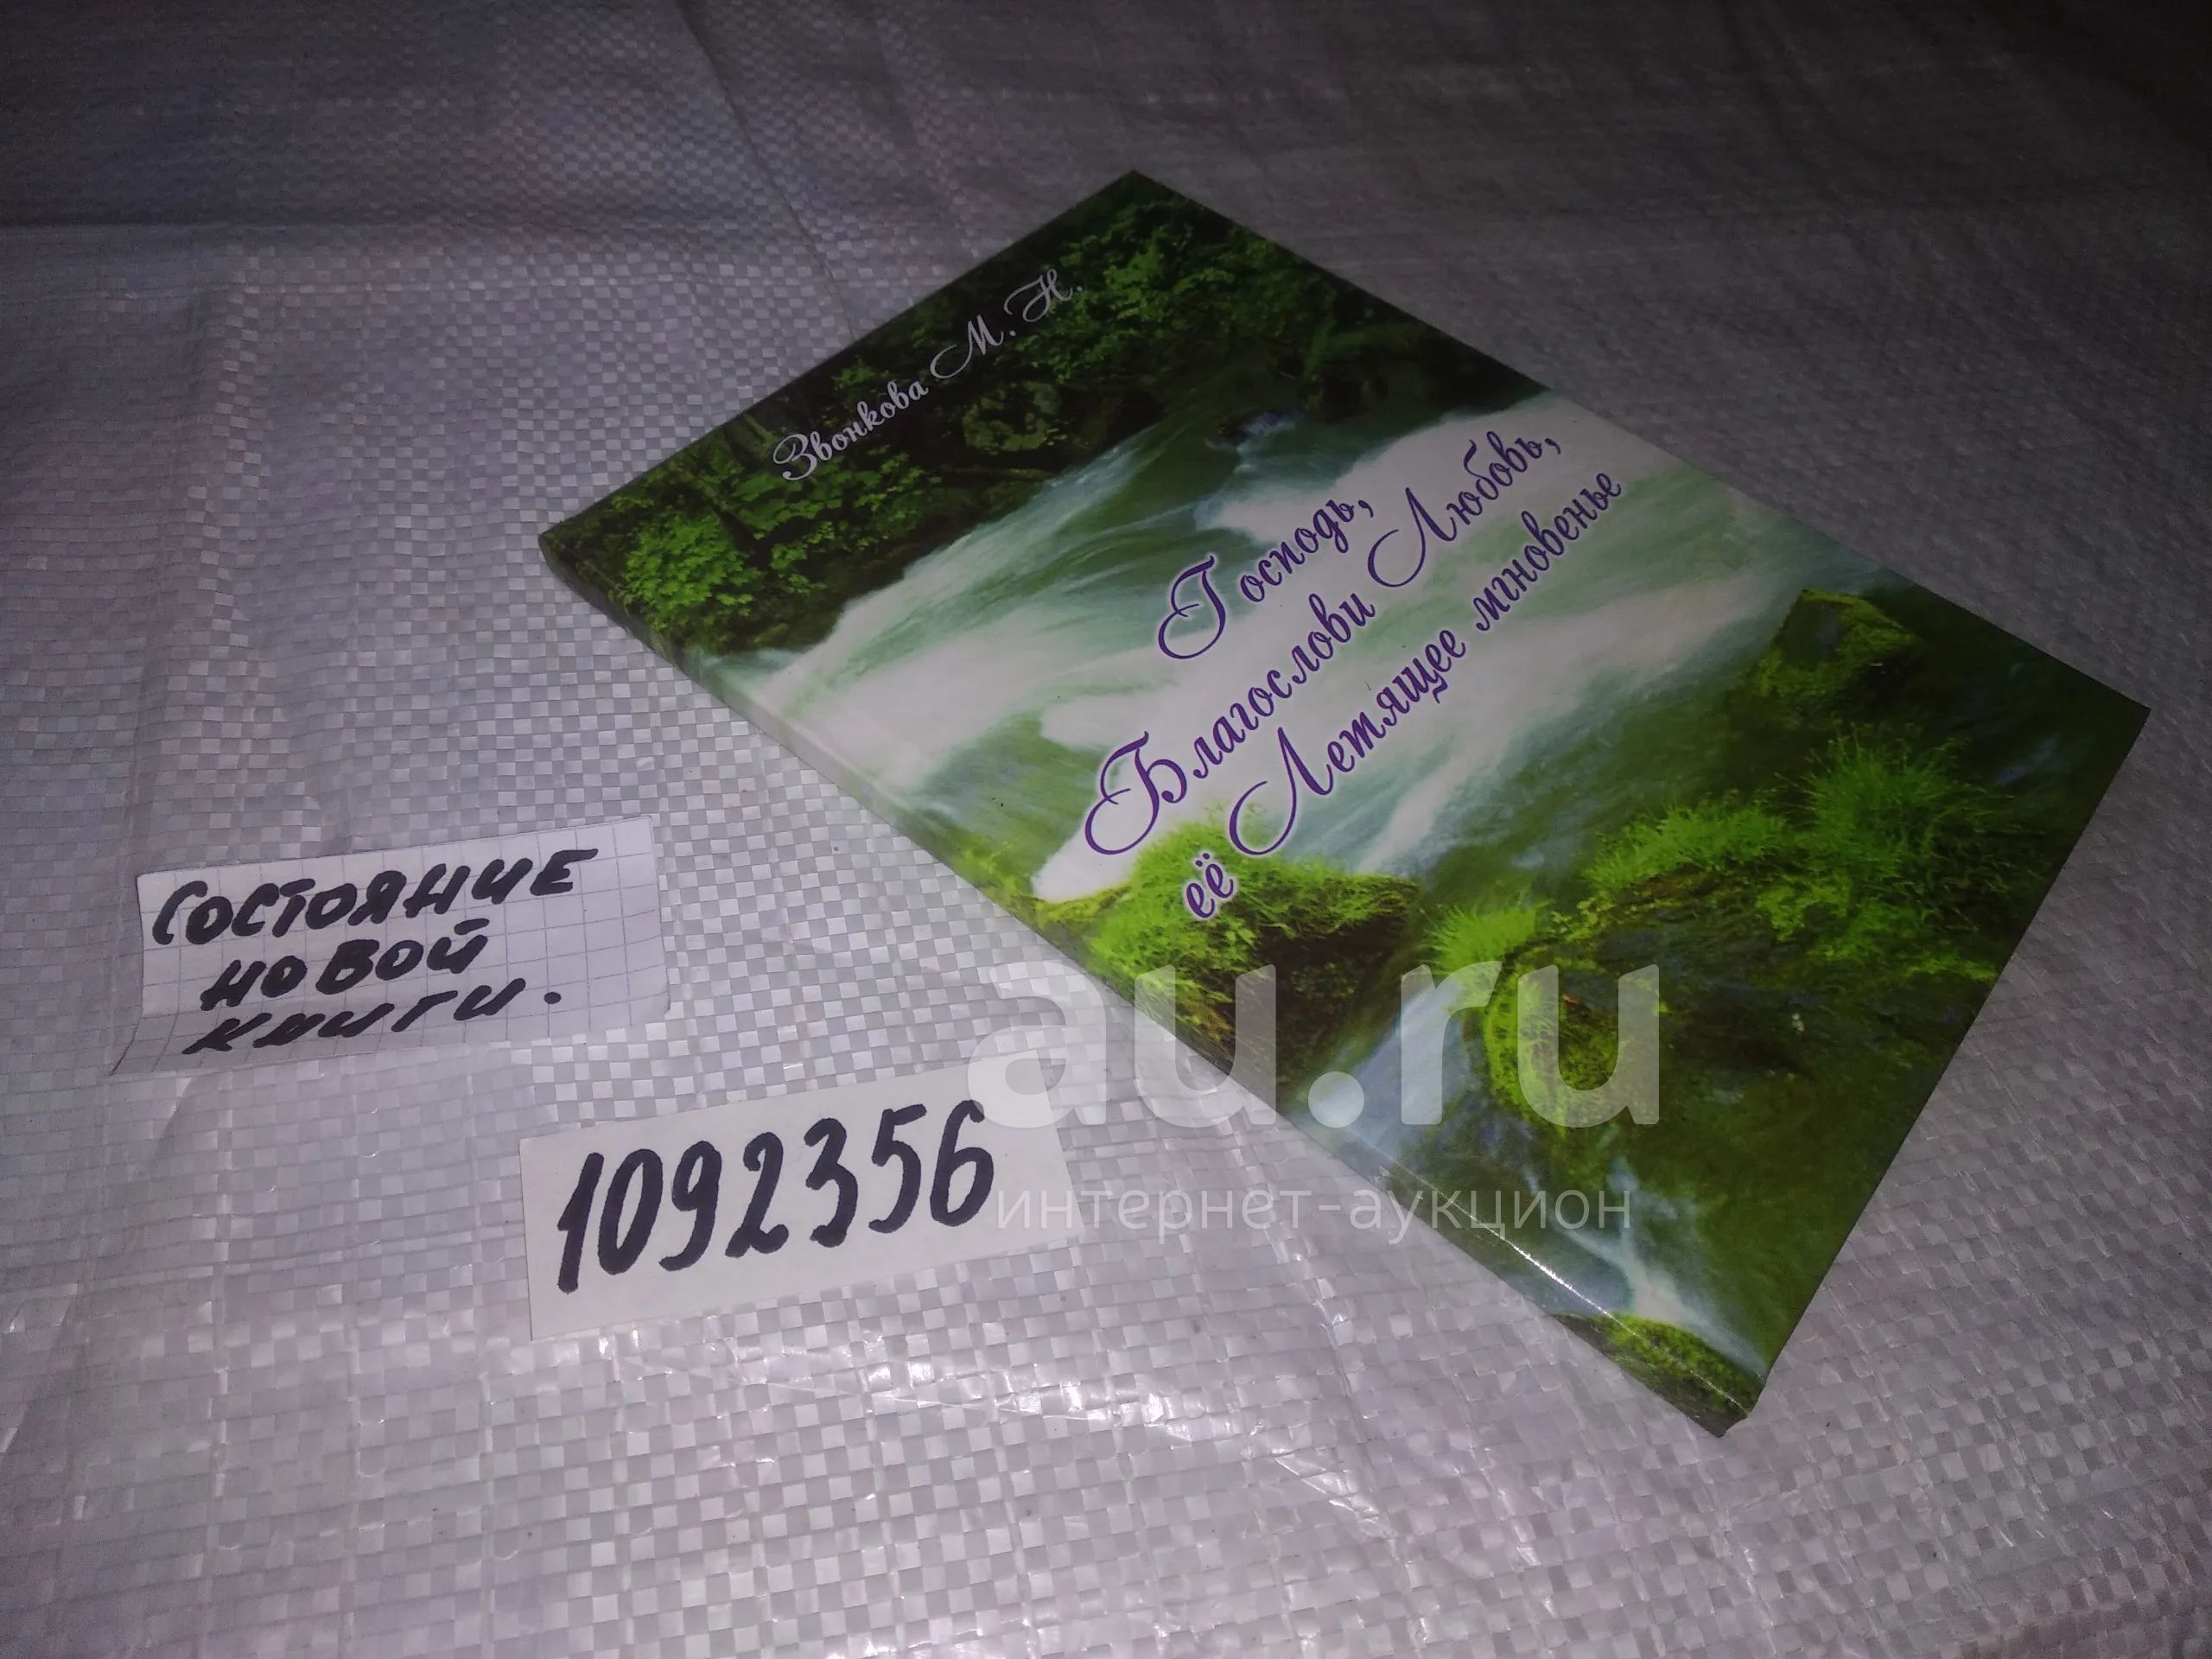 Звонкова М. Н.
Господь,
Благослови Любовь,
её Летящее мгновенье
СОСТОЯНИЕ
НОВОЙ
КНИГИ.
1092356
au.ru
интернет-аукцион